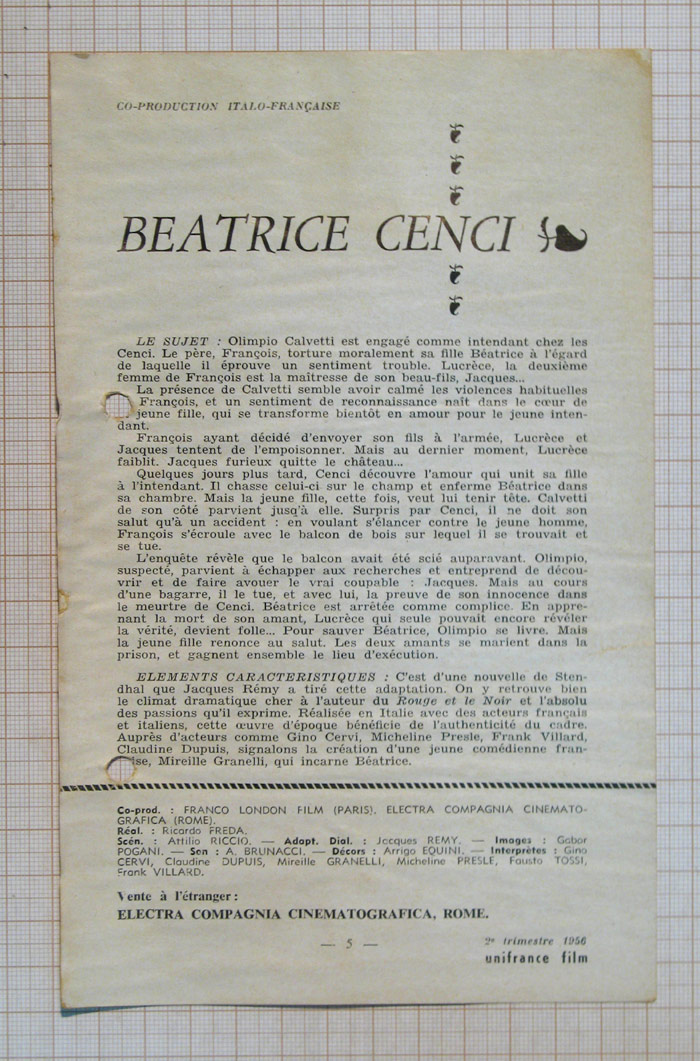 CO-PRODUCTION ITALO-FRANÇAISE
BEATRICE CENCI
LE SUJET : Olimpio Calvetti est engagé comme intendant chez les
Cenci. Le père, François, torture moralement sa fille Béatrice à l'égard
de laquelle il éprouve un sentiment trouble. Lucrèce, la deuxième
femme de François est la maîtresse de son beau-fils, Jacques...
La présence de Calvetti semble avoir calmé les violences habituelles
François, et un sentiment de reconnaissance naît dans le cœur de
jeune fille, qui se transforme bientôt en amour pour le jeune inten-
dant.
François ayant décidé d'envoyer son fils à l'armée, Lucrèce et
Jacques tentent de l'empoisonner. Mais au dernier moment, Lucrèce
faiblit. Jacques furieux quitte le château...
Quelques jours plus tard, Cenci découvre l'amour qui unit sa fille
à l'intendant. Il chasse celui-ci sur le champ et enferme Béatrice dans
sa chambre. Mais la jeune fille, cette fois, veut lui tenir tête. Calvetti
de son côté parvient jusqu'à elle. Surpris par Cenci, il ne doit son
salut qu'à un accident : en voulant s'élancer contre le jeune homme,
François s'écroule avec le balcon de bois sur lequel il se trouvait et
se tue.
L'enquête révèle que le balcon avait été scié auparavant. Olimpio,
suspecté, parvient à échapper aux recherches et entreprend de décou-
vrir et de faire avouer le vrai coupable : Jacques. Mais au cours
d'une bagarre, il le tue, et avec lui, la preuve de son innocence dans
le meurtre de Cenci. Béatrice est arrêtée comme complice. En appre-
nant la mort de son amant, Lucrèce qui seule pouvait encore révéler
la vérité, devient folle... Pour sauver Béatrice, Olimpio se livre. Mais
la jeune fille renonce au salut. Les deux amants se marient dans la
prison, et gagnent ensemble le lieu d'exécution.
ELEMENTS CARACTERISTIQUES : C'est d'une nouvelle de Sten-
dhal que Jacques Rémy a tiré cette adaptation. On y retrouve bien
le climat dramatique cher à l'auteur du Rouge et le Noir et l'absolu
des passions qu'il exprime. Réalisée en Italie avec des acteurs français
et italiens, cette œuvre d'époque bénéficie de l'authenticité du cadre.
Auprès d'acteurs comme Gino Cervi, Micheline Presle, Frank Villard,
Claudine Dupuis, signalons la création d'une jeune comédienne fran-
ise, Mireille Granelli, qui incarne Béatrice.
Co-prod. : FRANCO LONDON FILM (PARIS). ELECTRA COMPAGNIA CINEMATO-
GRAFICA (ROME).
Réal. : Ricardo FREDA.
Scén. : Attilio RICCIO. — Adapt. Dial. : Jacques REMY. — Images : Gabor
POGANI. — Son : A. BRUNACCI. — Décors : Arrigo EQUINI. — Interprètes : Gino
CERVI, Claudine DUPUIS, Mireille GRANELLI, Micheline PRESLE, Fausto TOSSI,
Frank VILLARD.
Vente à l'étranger :
ELECTRA COMPAGNIA CINEMATOGRAFICA, ROME.
— 5 —
2e trimestre 1956
unifrance film